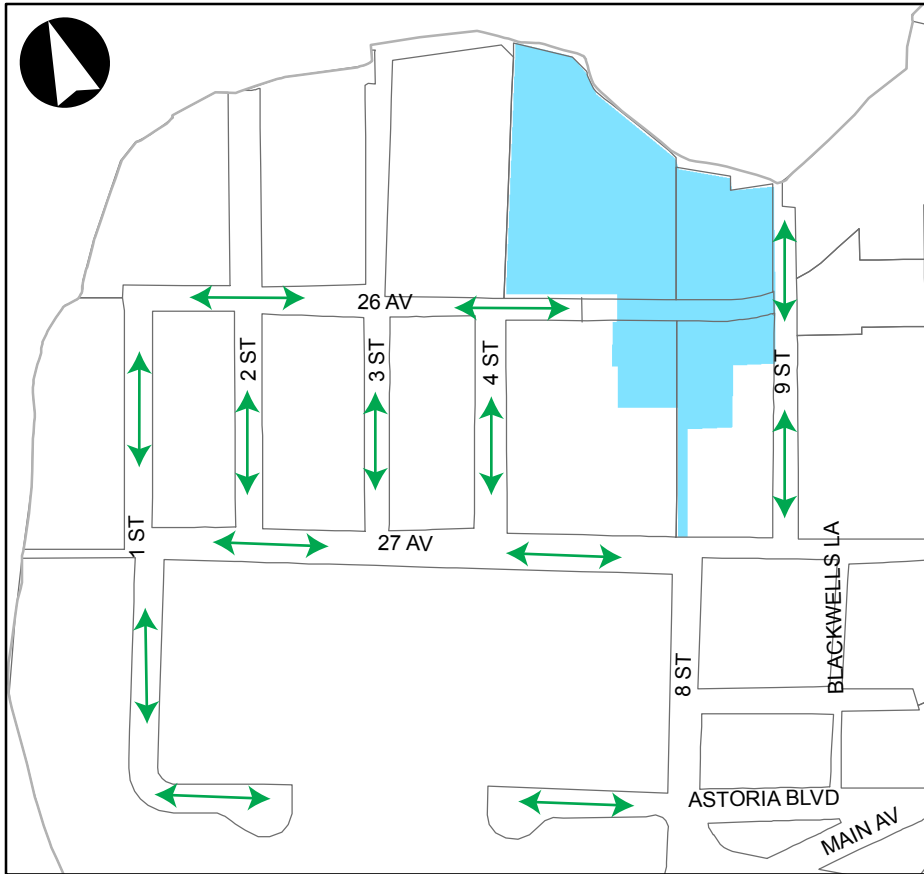 26 AV
2 ST
3 ST
4 ST
9 ST
1 ST
27 AV
BLACKWELLS LA
8 ST
ASTORIA BLVD
MAIN AV